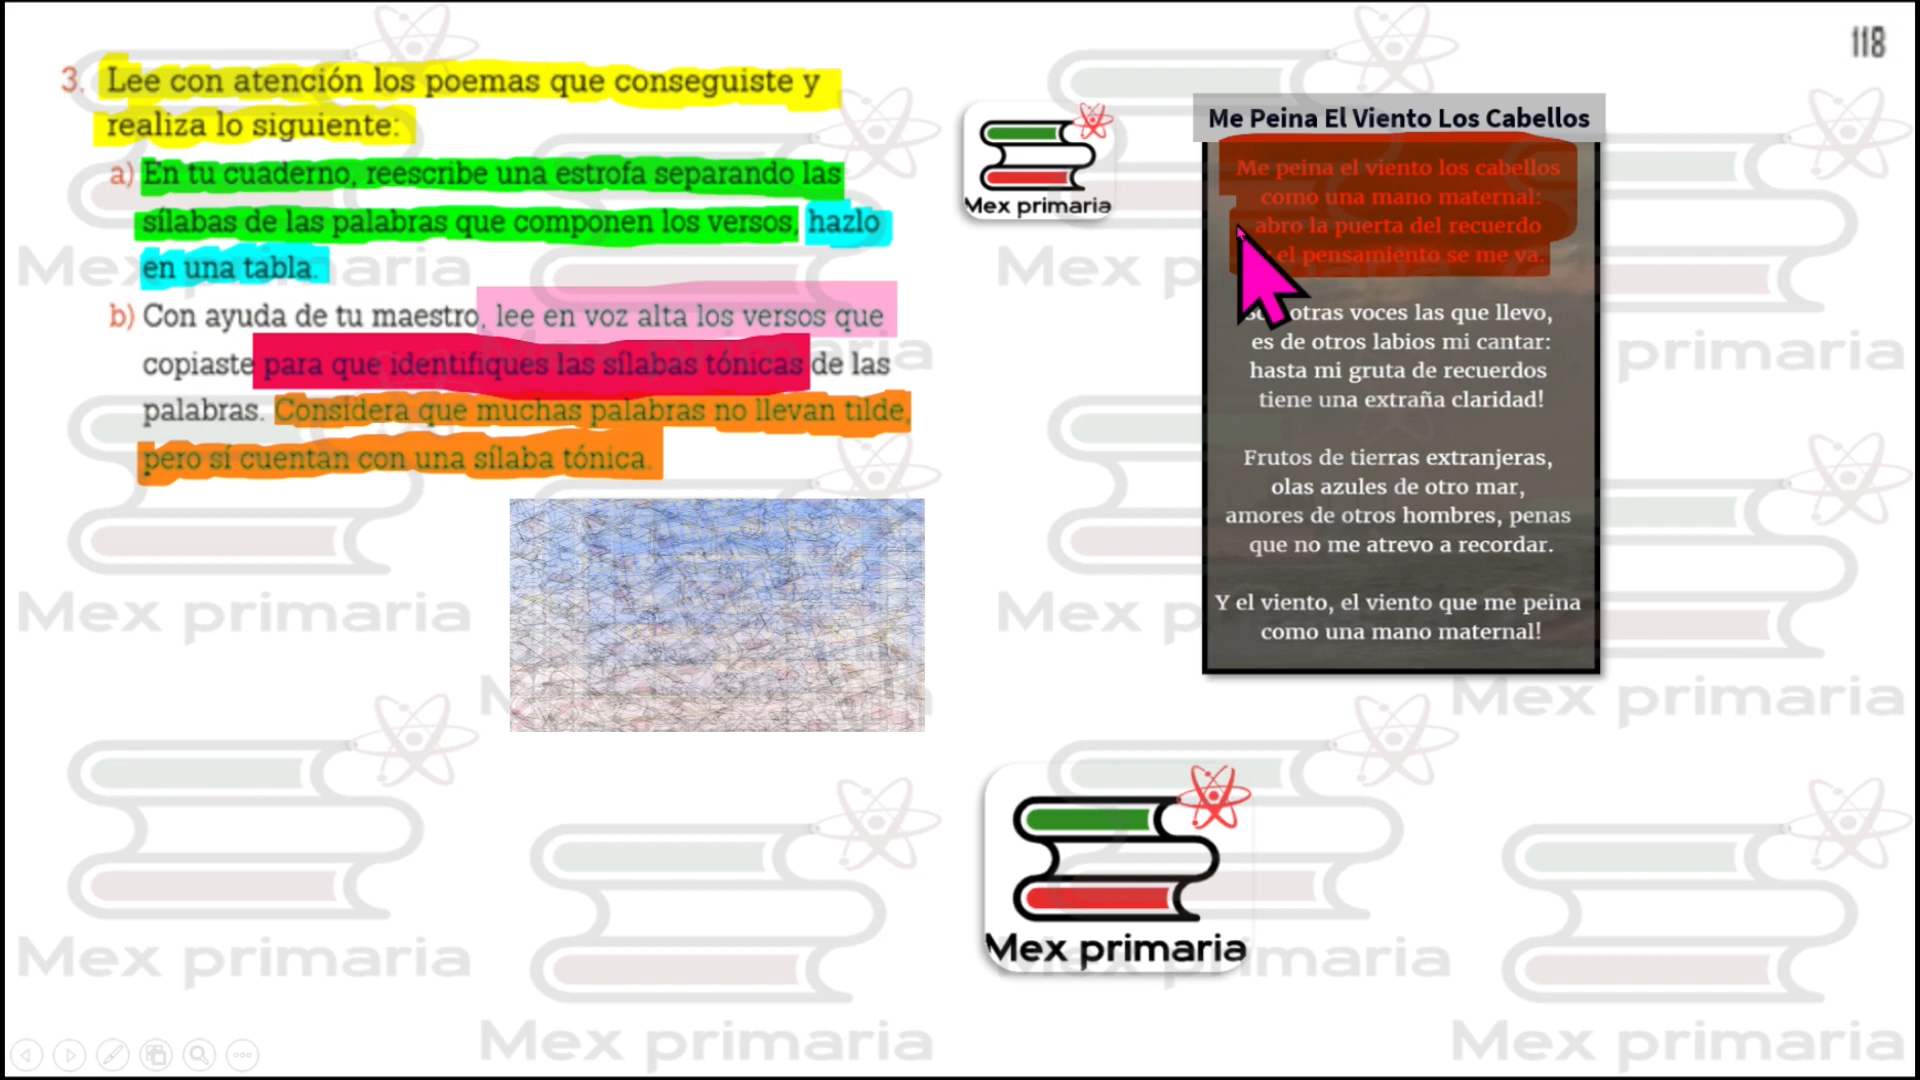 118
3. Lee con atención los poemas que conseguiste y
realiza lo siguiente:
a) En tu cuaderno, reescribe una estrofa separando las
sílabas de las palabras que componen los versos, hazlo
en una tabla.
b) Con ayuda de tu maestro, lee en voz alta los versos que
copiaste para que identifiques las sílabas tónicas de las
palabras. Considera que muchas palabras no llevan tilde,
pero sí cuentan con una sílaba tónica.
Mex primaria
Me Peina El Viento Los Cabellos
Me peina el viento los cabellos
como una mano maternal:
abro la puerta del recuerdo
el pensamiento se me va.
otras voces las que llevo,
es de otros labios mi cantar:
hasta mi gruta de recuerdos
tiene una extraña claridad!
Frutos de tierras extranjeras,
olas azules de otro mar,
amores de otros hombres, penas
que no me atrevo a recordar.
Y el viento, el viento que me peina
como una mano maternal!
Mex primaria